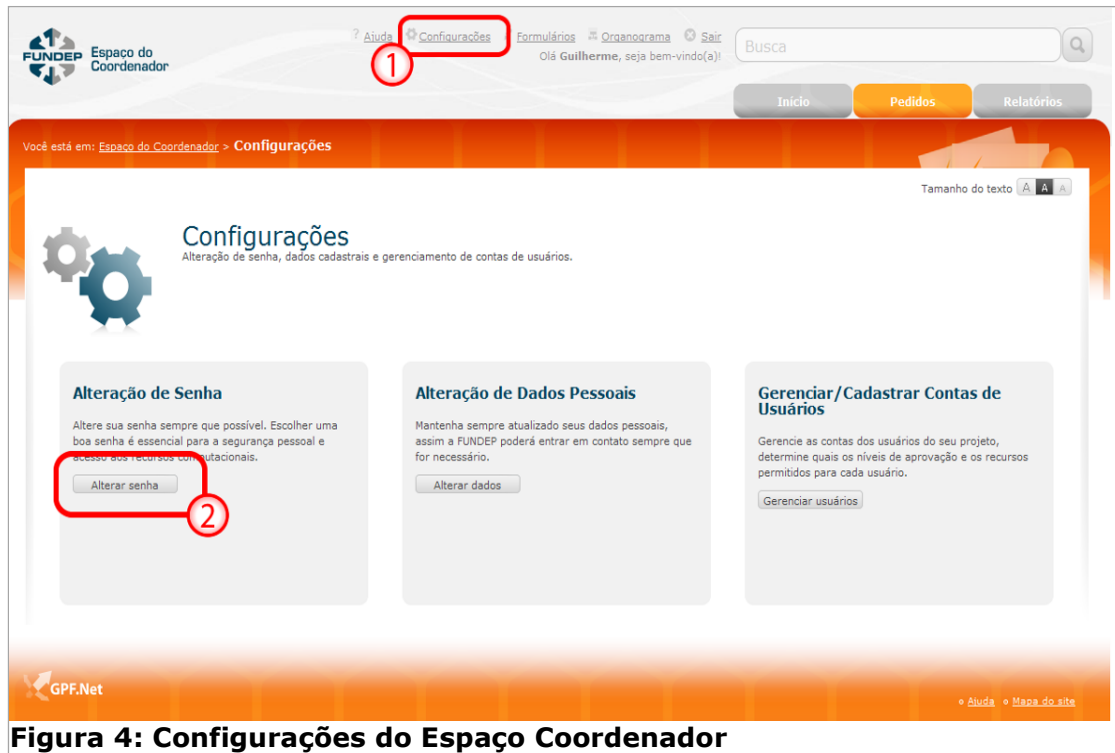 FUNDEP
Espaço do
Coordenador
? Ajuda Configurações Formulários Organograma Sair
Olá Guilherme, seja bem-vindo(a)!
Busca
1
Início Pedidos Relatórios
Você está em: Espaço do Coordenador > Configurações
Tamanho do texto A A A
Configurações
Alteração de senha, dados cadastrais e gerenciamento de contas de usuários.
Alteração de Senha
Altere sua senha sempre que possível. Escolher uma
boa senha é essencial para a segurança pessoal e
acesso aos recursos computacionais.
Alterar senha
2
Alteração de Dados Pessoais
Mantenha sempre atualizado seus dados pessoais,
assim a FUNDEP poderá entrar em contato sempre que
for necessário.
Alterar dados
Gerenciar/Cadastrar Contas de
Usuários
Gerencie as contas dos usuários do seu projeto,
determine quais os níveis de aprovação e os recursos
permitidos para cada usuário.
Gerenciar usuários
GPF.Net
Ajuda Mapa do site
Figura 4: Configurações do Espaço Coordenador